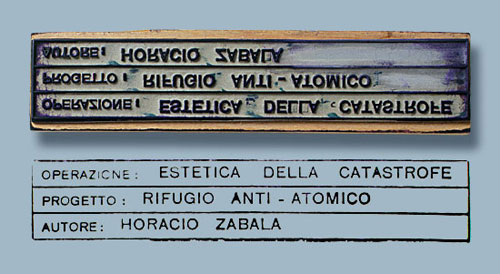 AUTORE: HORACIO ZABALA
PROGETTO: RIFUGIO ANTI-ATOMICO
OPERAZIONE: ESTETICA DELLA CATASTROFE
OPERAZICNE: ESTETICA DELLA CATASTROFE
PROGETTO: RIFUGIO ANTI-ATOMICO
AUTORE: HORACIO ZABALA